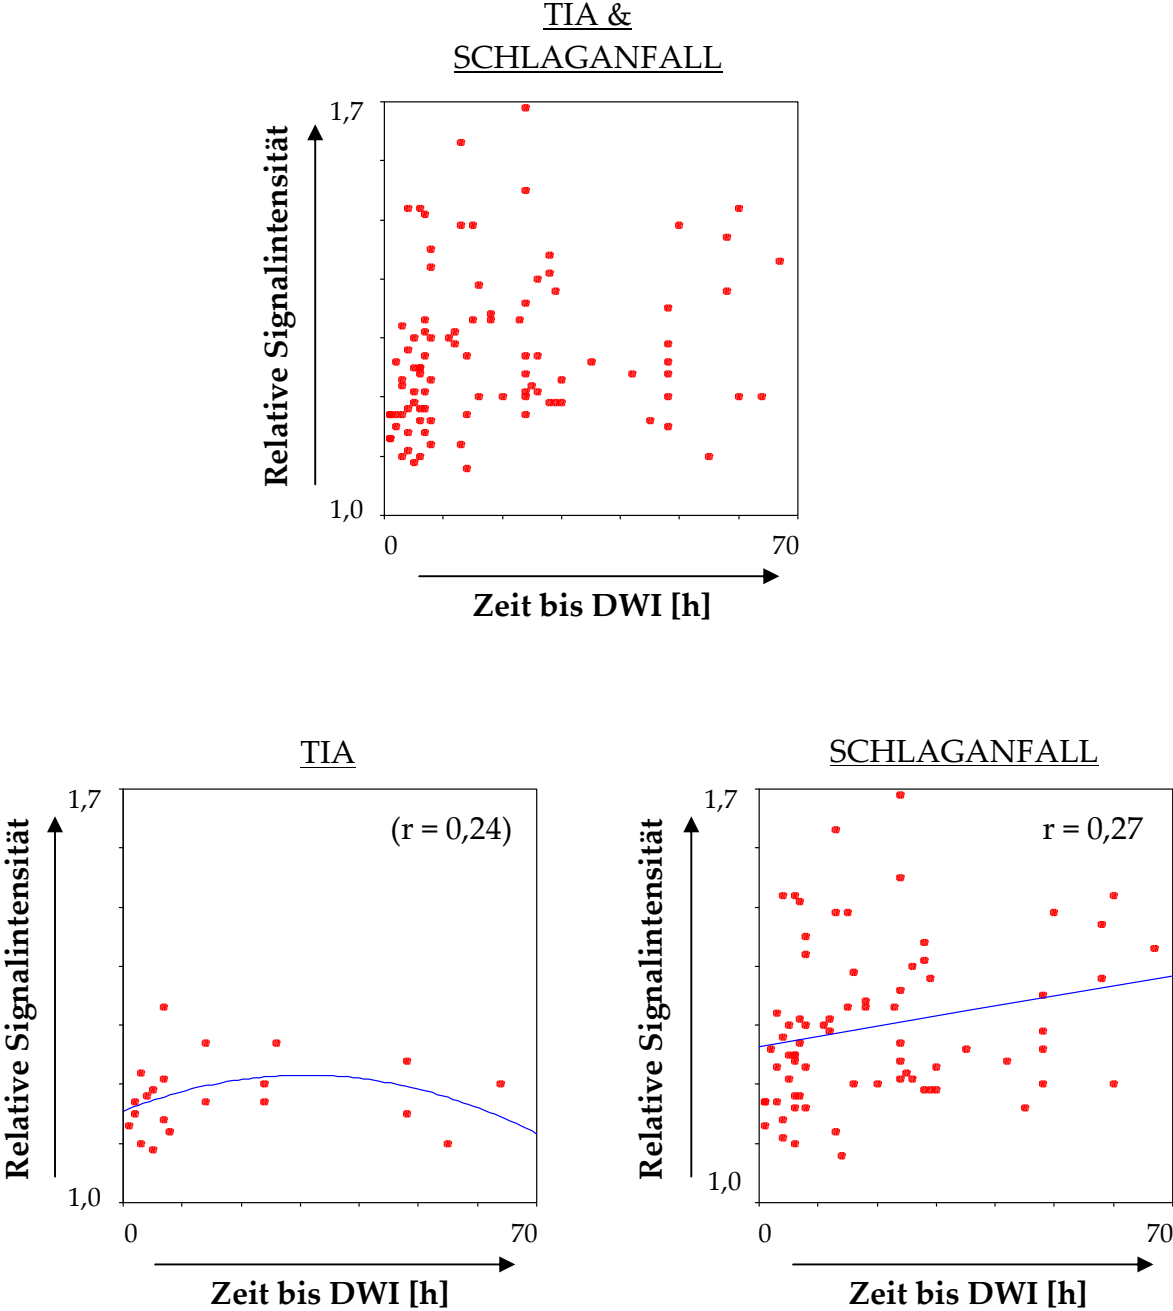 TIA &
SCHLAGANFALL
1,7
Relative Signalintensität
1,0
0 70
Zeit bis DWI [h]
TIA
1,7
(r = 0,24)
Relative Signalintensität
1,0
0 70
Zeit bis DWI [h]
SCHLAGANFALL
1,7
r = 0,27
Relative Signalintensität
1,0
0 70
Zeit bis DWI [h]